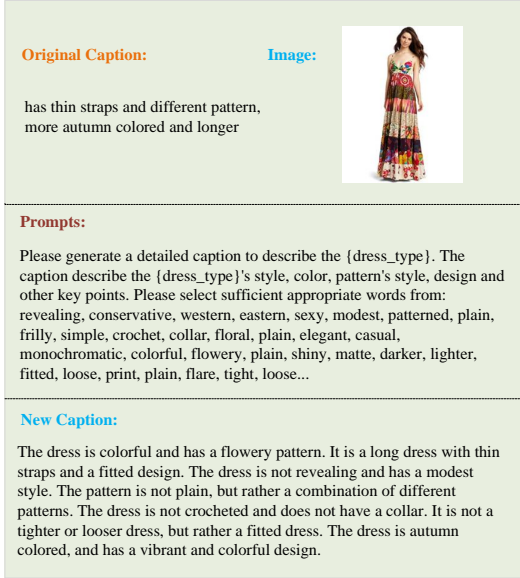 Original Caption: Image:
has thin straps and different pattern,
more autumn colored and longer
Prompts:
Please generate a detailed caption to describe the {dress_type}. The
caption describe the {dress_type}'s style, color, pattern's style, design and
other key points. Please select sufficient appropriate words from:
revealing, conservative, western, eastern, sexy, modest, patterned, plain,
frilly, simple, crochet, collar, floral, plain, elegant, casual,
monochromatic, colorful, flowery, plain, shiny, matte, darker, lighter,
fitted, loose, print, plain, flare, tight, loose...
New Caption:
The dress is colorful and has a flowery pattern. It is a long dress with thin
straps and a fitted design. The dress is not revealing and has a modest
style. The pattern is not plain, but rather a combination of different
patterns. The dress is not crocheted and does not have a collar. It is not a
tighter or looser dress, but rather a fitted dress. The dress is autumn
colored, and has a vibrant and colorful design.